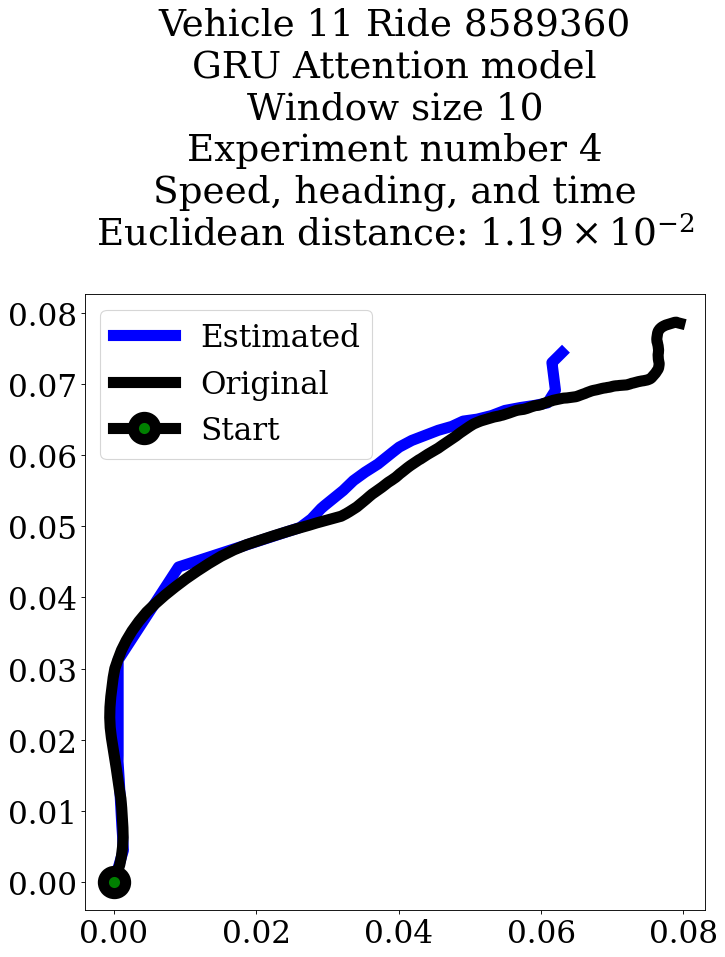 Vehicle 11 Ride 8589360
GRU Attention model
Window size 10
Experiment number 4
Speed, heading, and time
Euclidean distance: 1.19 × 10⁻²
Estimated
Original
Start
0.08
0.07
0.06
0.05
0.04
0.03
0.02
0.01
0.00
0.00 0.02 0.04 0.06 0.08